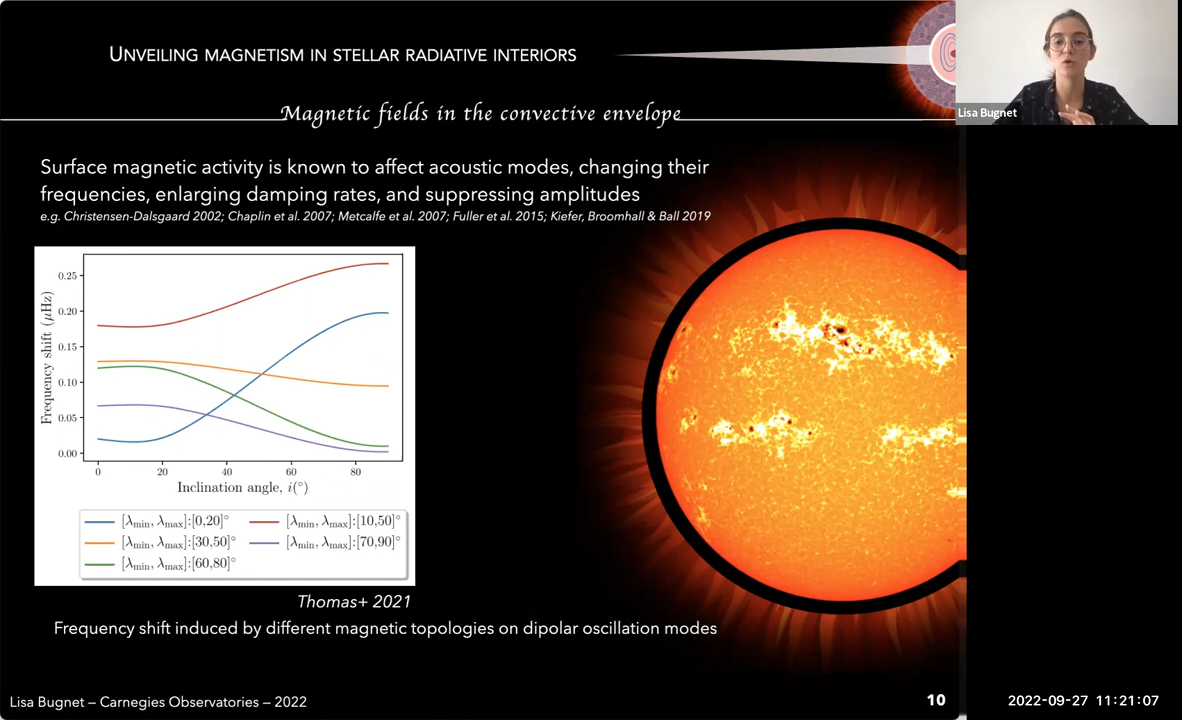 UNVEILING MAGNETISM IN STELLAR RADIATIVE INTERIORS
Lisa Bugnet
Magnetic fields in the convective envelope
Surface magnetic activity is known to affect acoustic modes, changing their
frequencies, enlarging damping rates, and suppressing amplitudes
e.g. Christensen-Dalsgaard 2002; Chaplin et al. 2007; Metcalfe et al. 2007; Fuller et al. 2015; Kiefer, Broomhall & Ball 2019
Frequency shift (μHz)
0.25
0.20
0.15
0.10
0.05
0.00
0 20 40 60 80
Inclination angle, i(°)
[λmin, λmax]:[0,20]° [λmin, λmax]:[10,50]°
[λmin, λmax]:[30,50]° [λmin, λmax]:[70,90]°
[λmin, λmax]:[60,80]°
Thomas+ 2021
Frequency shift induced by different magnetic topologies on dipolar oscillation modes
Lisa Bugnet – Carnegies Observatories – 2022
10
2022-09-27 11:21:07